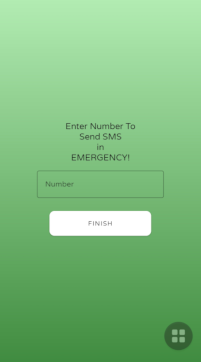 Enter Number To
Send SMS
in
EMERGENCY!
Number
FINISH